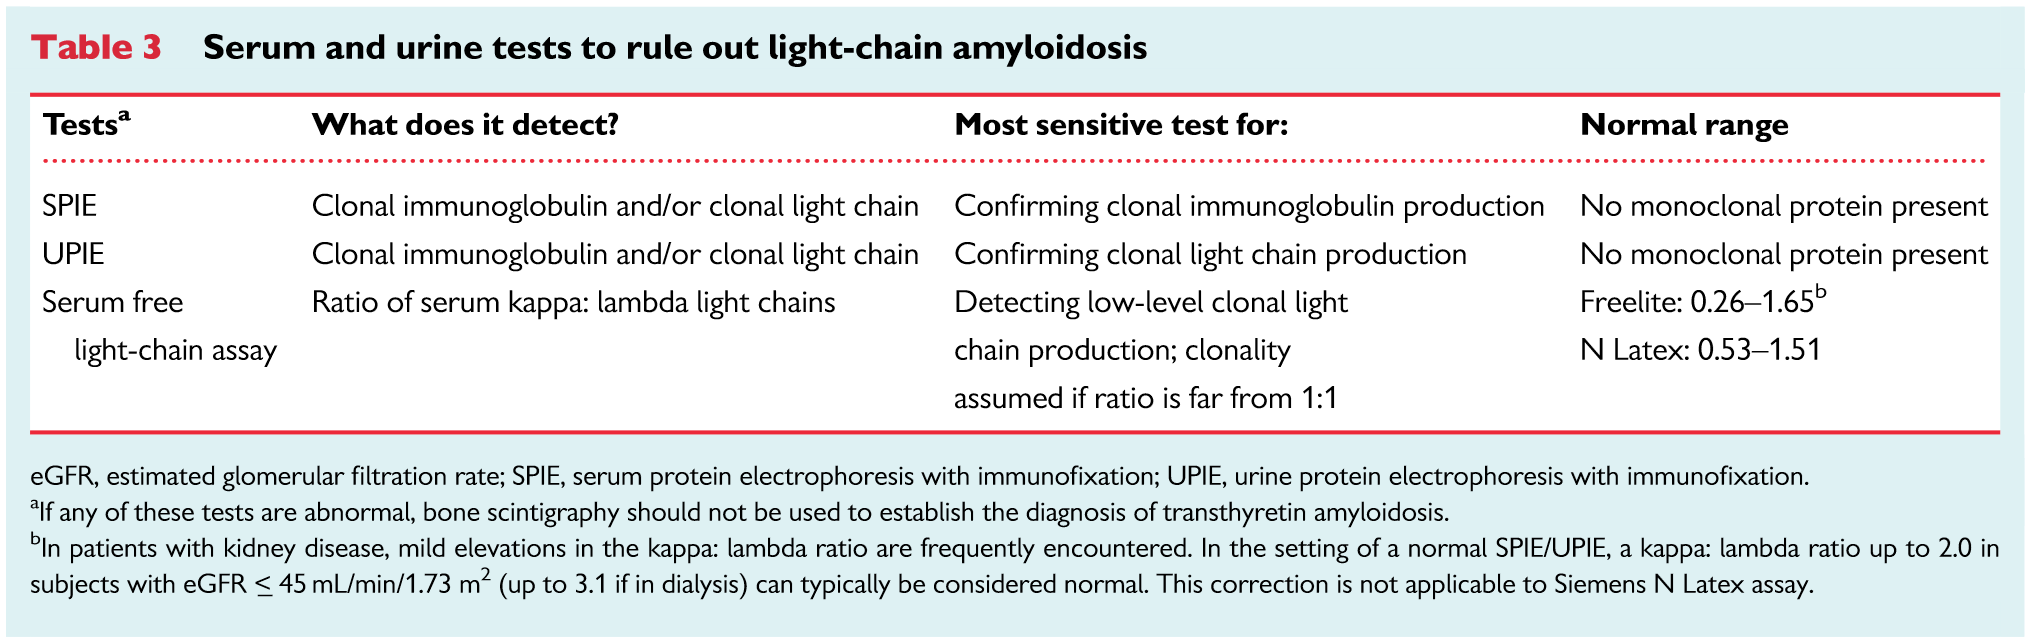 Table 3 Serum and urine tests to rule out light-chain amyloidosis
Testsa What does it detect? Most sensitive test for: Normal range
SPIE Clonal immunoglobulin and/or clonal light chain Confirming clonal immunoglobulin production No monoclonal protein present
UPIE Clonal immunoglobulin and/or clonal light chain Confirming clonal light chain production No monoclonal protein present
Serum free Ratio of serum kappa: lambda light chains Detecting low-level clonal light Freelite: 0.26–1.65b
light-chain assay chain production; clonality N Latex: 0.53–1.51
assumed if ratio is far from 1:1
eGFR, estimated glomerular filtration rate; SPIE, serum protein electrophoresis with immunofixation; UPIE, urine protein electrophoresis with immunofixation.
aIf any of these tests are abnormal, bone scintigraphy should not be used to establish the diagnosis of transthyretin amyloidosis.
bIn patients with kidney disease, mild elevations in the kappa: lambda ratio are frequently encountered. In the setting of a normal SPIE/UPIE, a kappa: lambda ratio up to 2.0 in
subjects with eGFR ≤ 45 mL/min/1.73 m2 (up to 3.1 if in dialysis) can typically be considered normal. This correction is not applicable to Siemens N Latex assay.